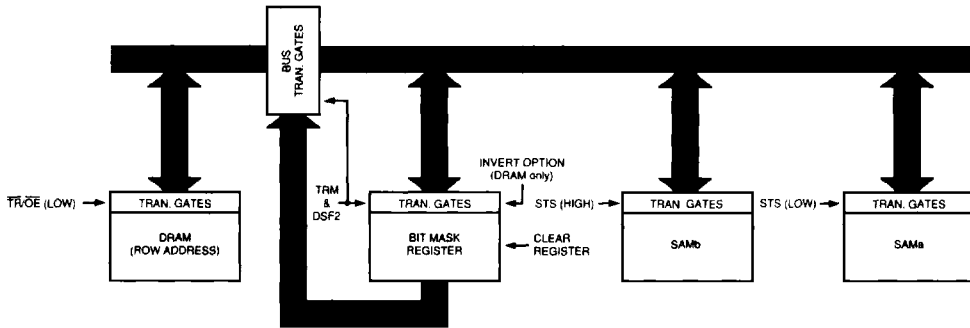 BUS
TRAN. GATES
INVERT OPTION
(DRAM only)
TR/OE (LOW)
TRAN. GATES
DRAM
(ROW ADDRESS)
TRM
&
DSF2
TRAN. GATES
BIT MASK
REGISTER
CLEAR
REGISTER
STS (HIGH)
TRAN. GATES
SAMb
STS (LOW)
TRAN. GATES
SAMa